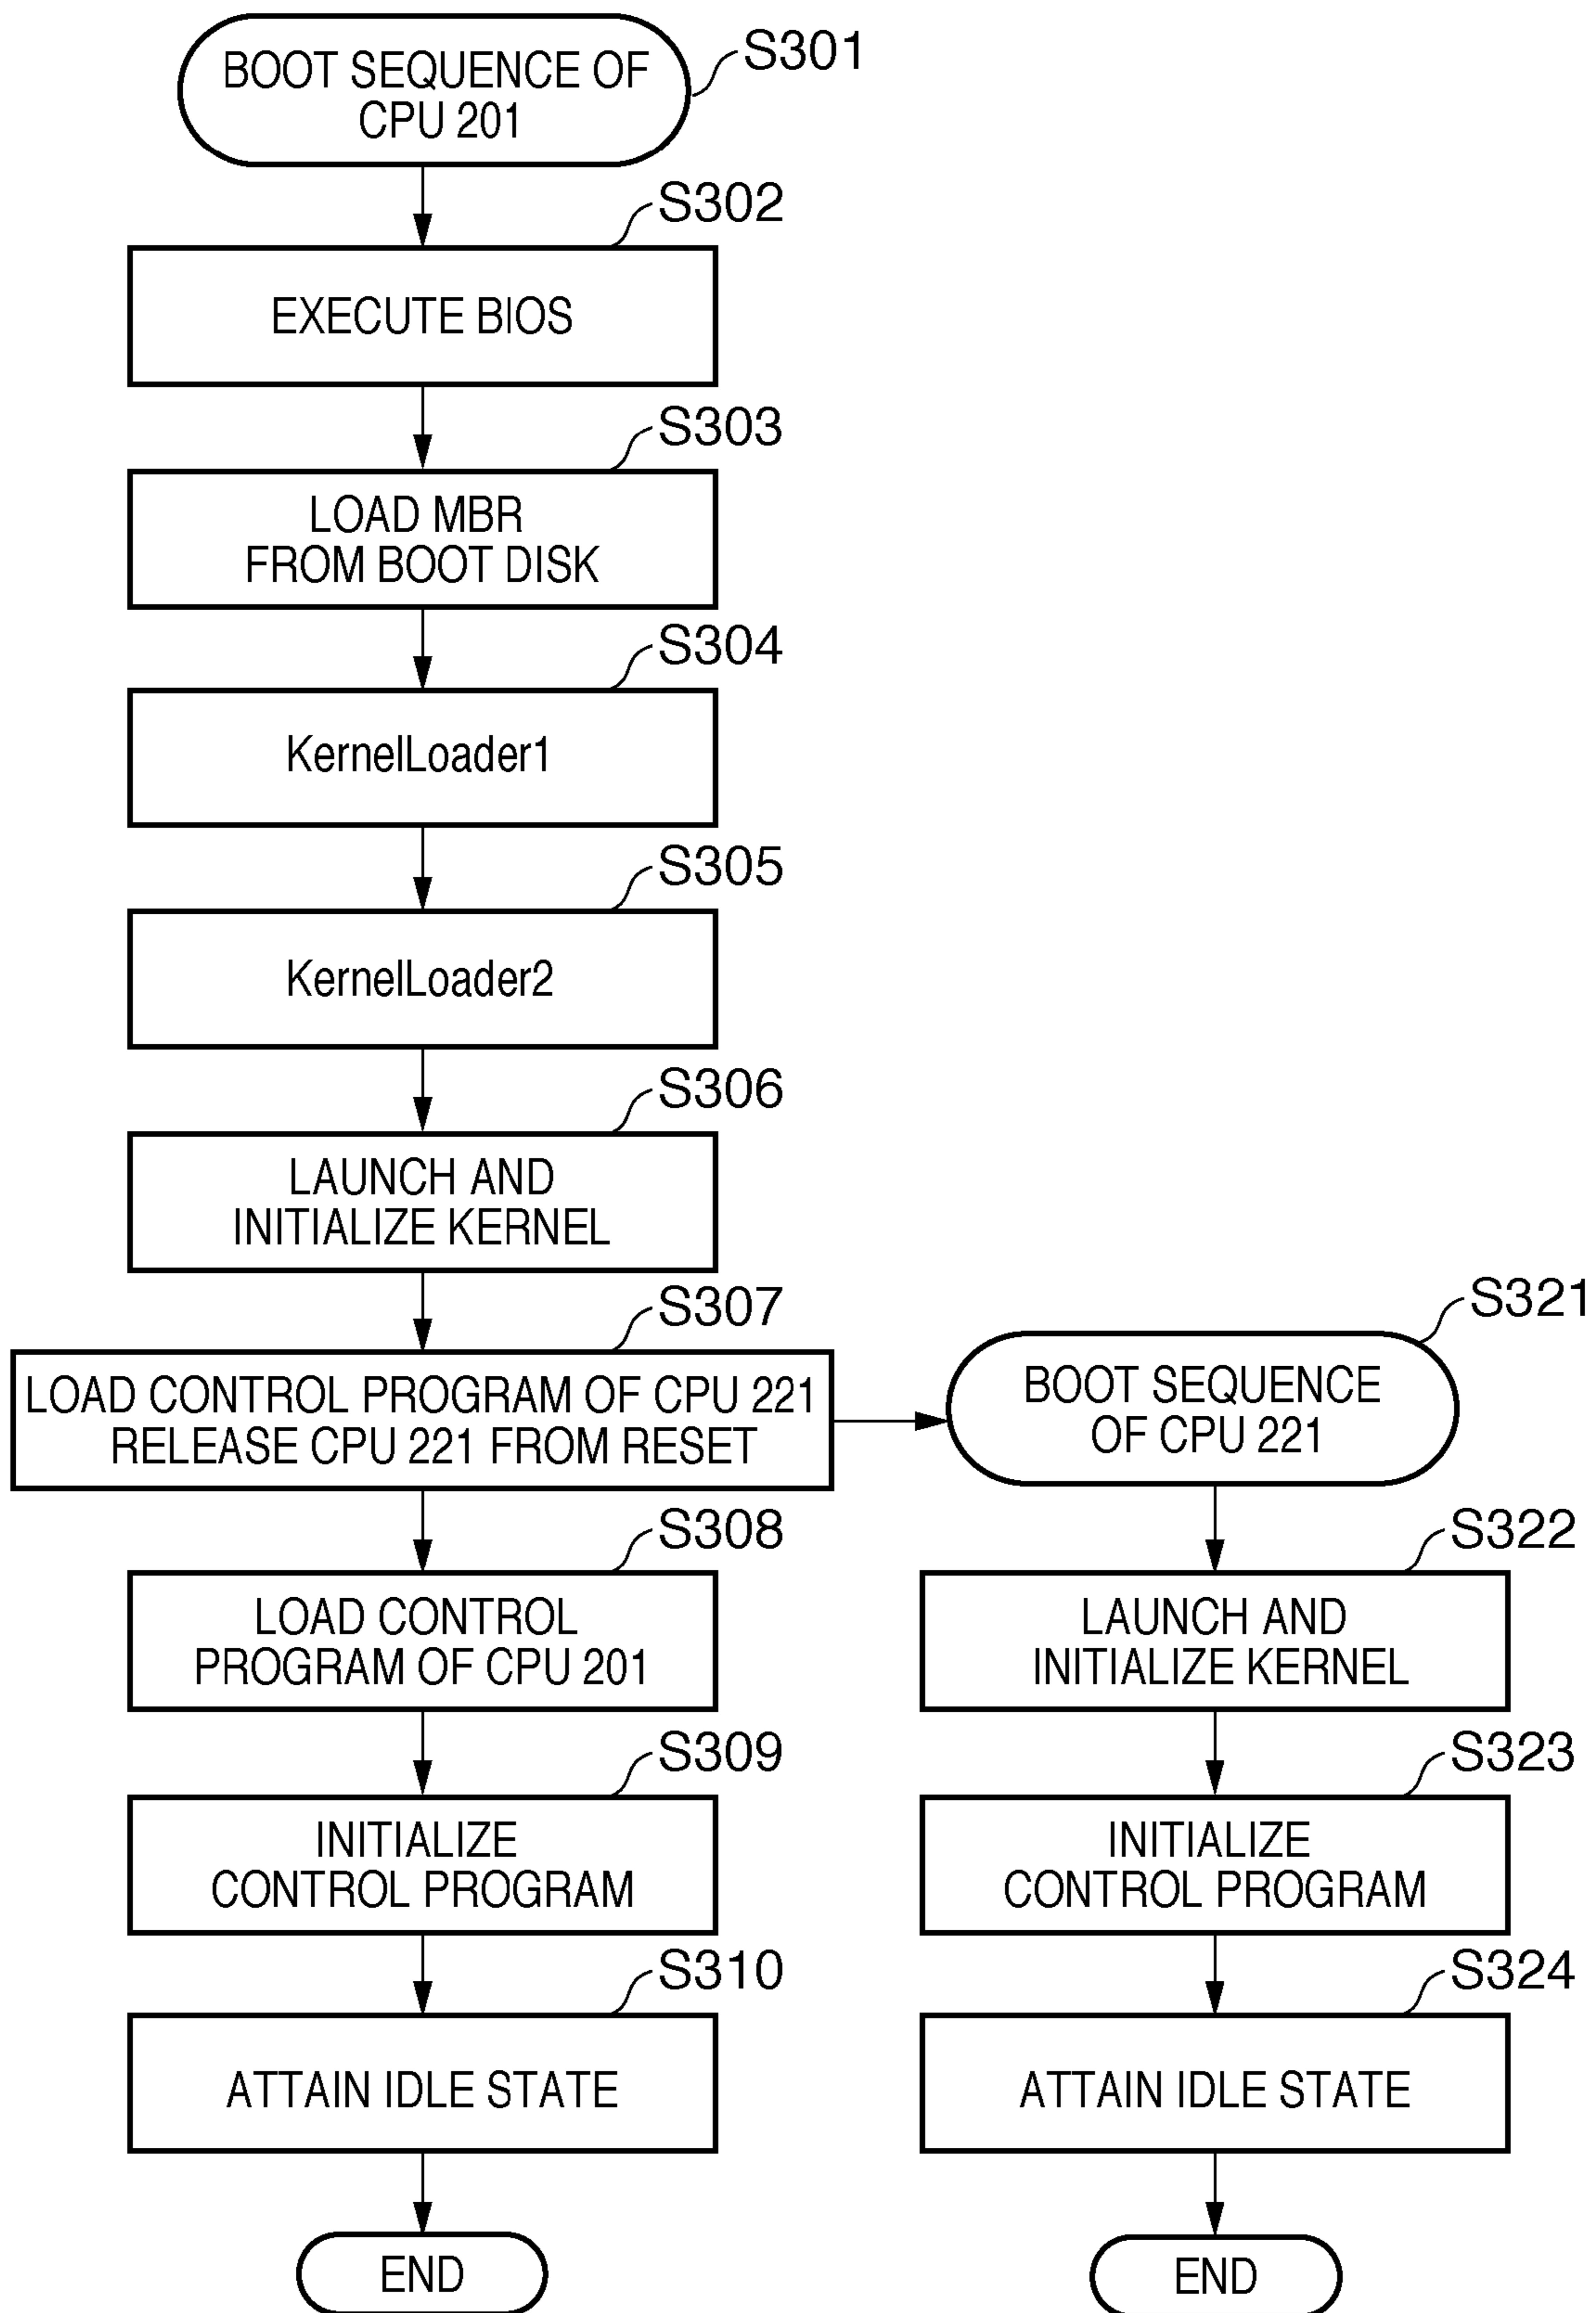 BOOT SEQUENCE OF
CPU 201
S301
S302
EXECUTE BIOS
S303
LOAD MBR
FROM BOOT DISK
S304
KernelLoader1
S305
KernelLoader2
S306
LAUNCH AND
INITIALIZE KERNEL
S307
LOAD CONTROL PROGRAM OF CPU 221
RELEASE CPU 221 FROM RESET
S308
LOAD CONTROL
PROGRAM OF CPU 201
S309
INITIALIZE
CONTROL PROGRAM
S310
ATTAIN IDLE STATE
END
S321
BOOT SEQUENCE
OF CPU 221
S322
LAUNCH AND
INITIALIZE KERNEL
S323
INITIALIZE
CONTROL PROGRAM
S324
ATTAIN IDLE STATE
END